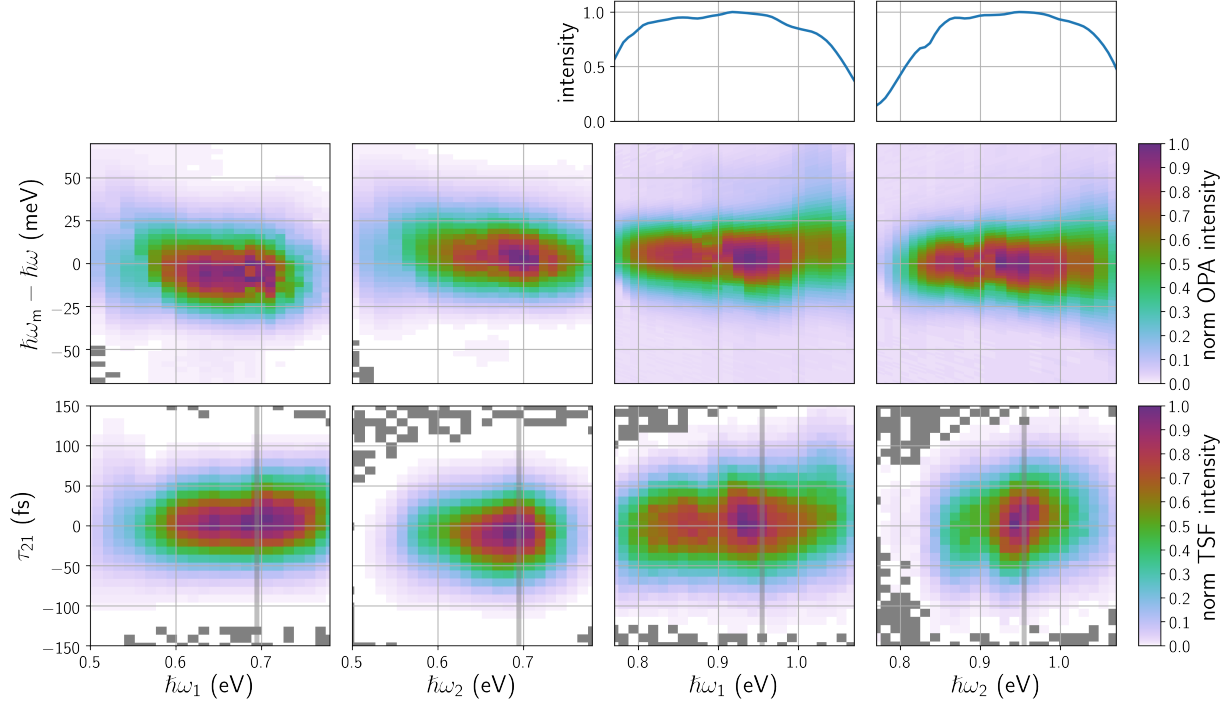 intensity
1.0
0.5
0.0
0.8 0.9 1.0
0.8 0.9 1.0
ℏω_m − ℏω (meV)
50
25
0
−25
−50
norm OPA intensity
1.0
0.9
0.8
0.7
0.6
0.5
0.4
0.3
0.2
0.1
0.0
τ_21 (fs)
150
100
50
0
−50
−100
−150
norm TSF intensity
1.0
0.9
0.8
0.7
0.6
0.5
0.4
0.3
0.2
0.1
0.0
0.5 0.6 0.7
0.5 0.6 0.7
ℏω_1 (eV)
ℏω_2 (eV)
ℏω_1 (eV)
ℏω_2 (eV)